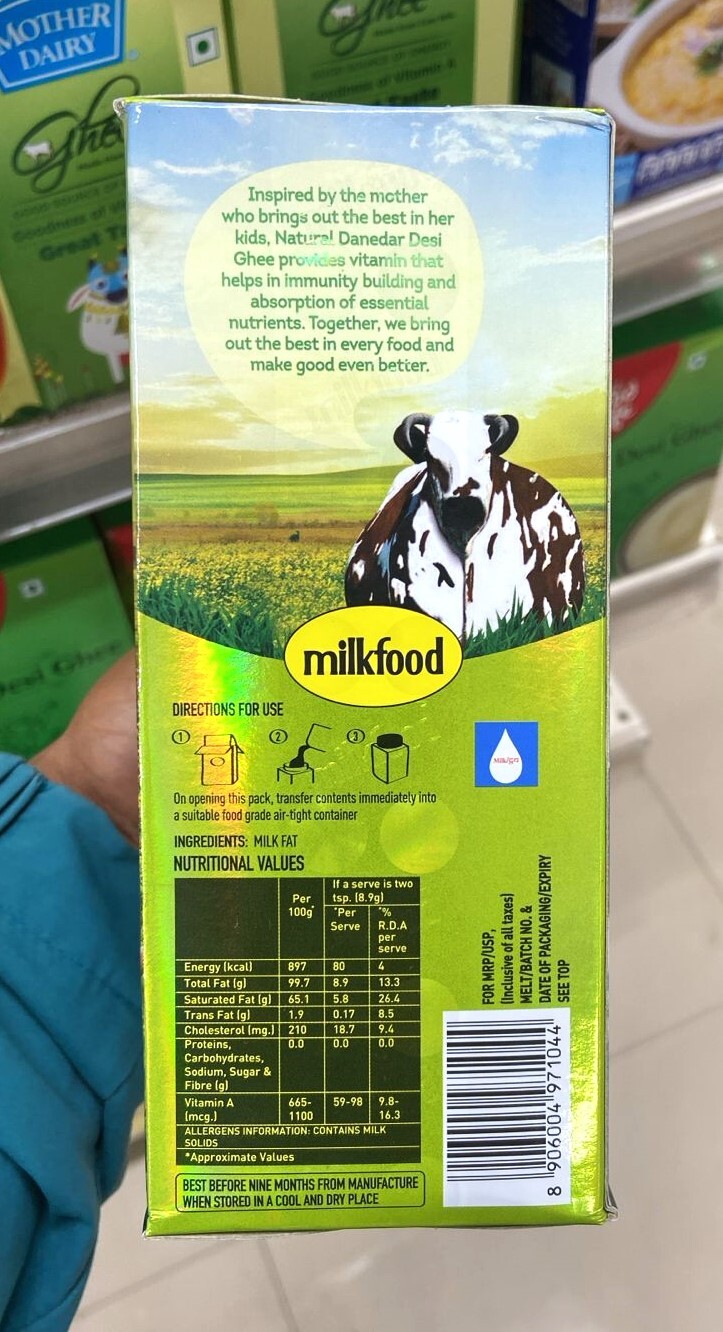 MOTHER
DAIRY
Ghee
Great
Ghee
Inspired by the mother
who brings out the best in her
kids, Natural Danedar Desi
Ghee provides vitamin that
helps in immunity building and
absorption of essential
nutrients. Together, we bring
out the best in every food and
make good even better.
milkfood
DIRECTIONS FOR USE
1 2 3
On opening this pack, transfer contents immediately into
a suitable food grade air-tight container
INGREDIENTS: MILK FAT
NUTRITIONAL VALUES
Per 100g* If a serve is two tsp. (8.9g)
*Per Serve *% R.D.A per serve
Energy (kcal) 897 80 4
Total Fat (g) 99.7 8.9 13.3
Saturated Fat (g) 65.1 5.8 26.4
Trans Fat (g) 1.9 0.17 8.5
Cholesterol (mg.) 210 18.7 9.4
Proteins, 0.0 0.0 0.0
Carbohydrates,
Sodium, Sugar &
Fibre (g)
Vitamin A 665- 59-98 9.8-
(mcg.) 1100 16.3
ALLERGENS INFORMATION: CONTAINS MILK
SOLIDS
*Approximate Values
BEST BEFORE NINE MONTHS FROM MANUFACTURE
WHEN STORED IN A COOL AND DRY PLACE
FOR MRP/USP,
(Inclusive of all taxes)
MELT/BATCH NO. &
DATE OF PACKAGING/EXPIRY
SEE TOP
8 906004 971044
Desi Ghee